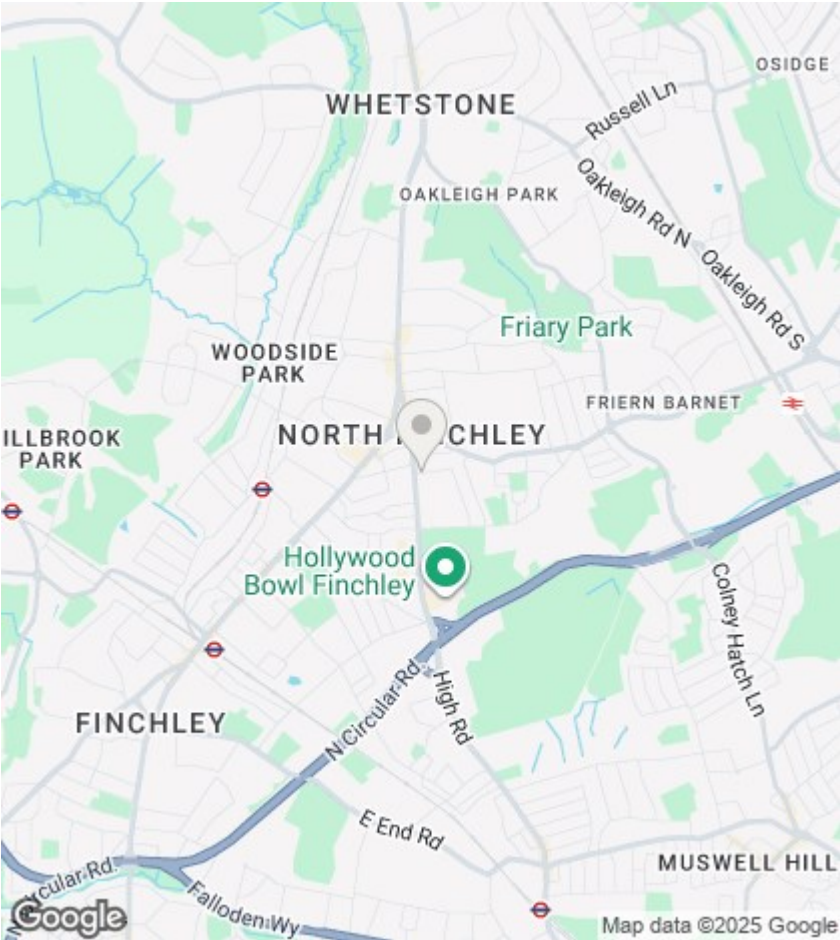 OSIDGE
WHETSTONE
Russell Ln
OAKLEIGH PARK
Oakleigh Rd N
Oakleigh Rd S
Friary Park
WOODSIDE
PARK
FRIERN BARNET
ILLBROOK
PARK
NORTH CHLEY
Hollywood
Bowl Finchley
Colney Hatch Ln
N Circular Rd
High Rd
FINCHLEY
E End Rd
MUSWELL HILL
N Circular Rd.
Falloden Wy
Google
Map data ©2025 Google